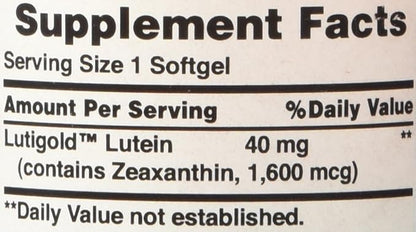 Supplement Facts
Serving Size 1 Softgel
Amount Per Serving %Daily Value
Lutigold™ Lutein 40 mg **
(contains Zeaxanthin, 1,600 mcg)
**Daily Value not established.